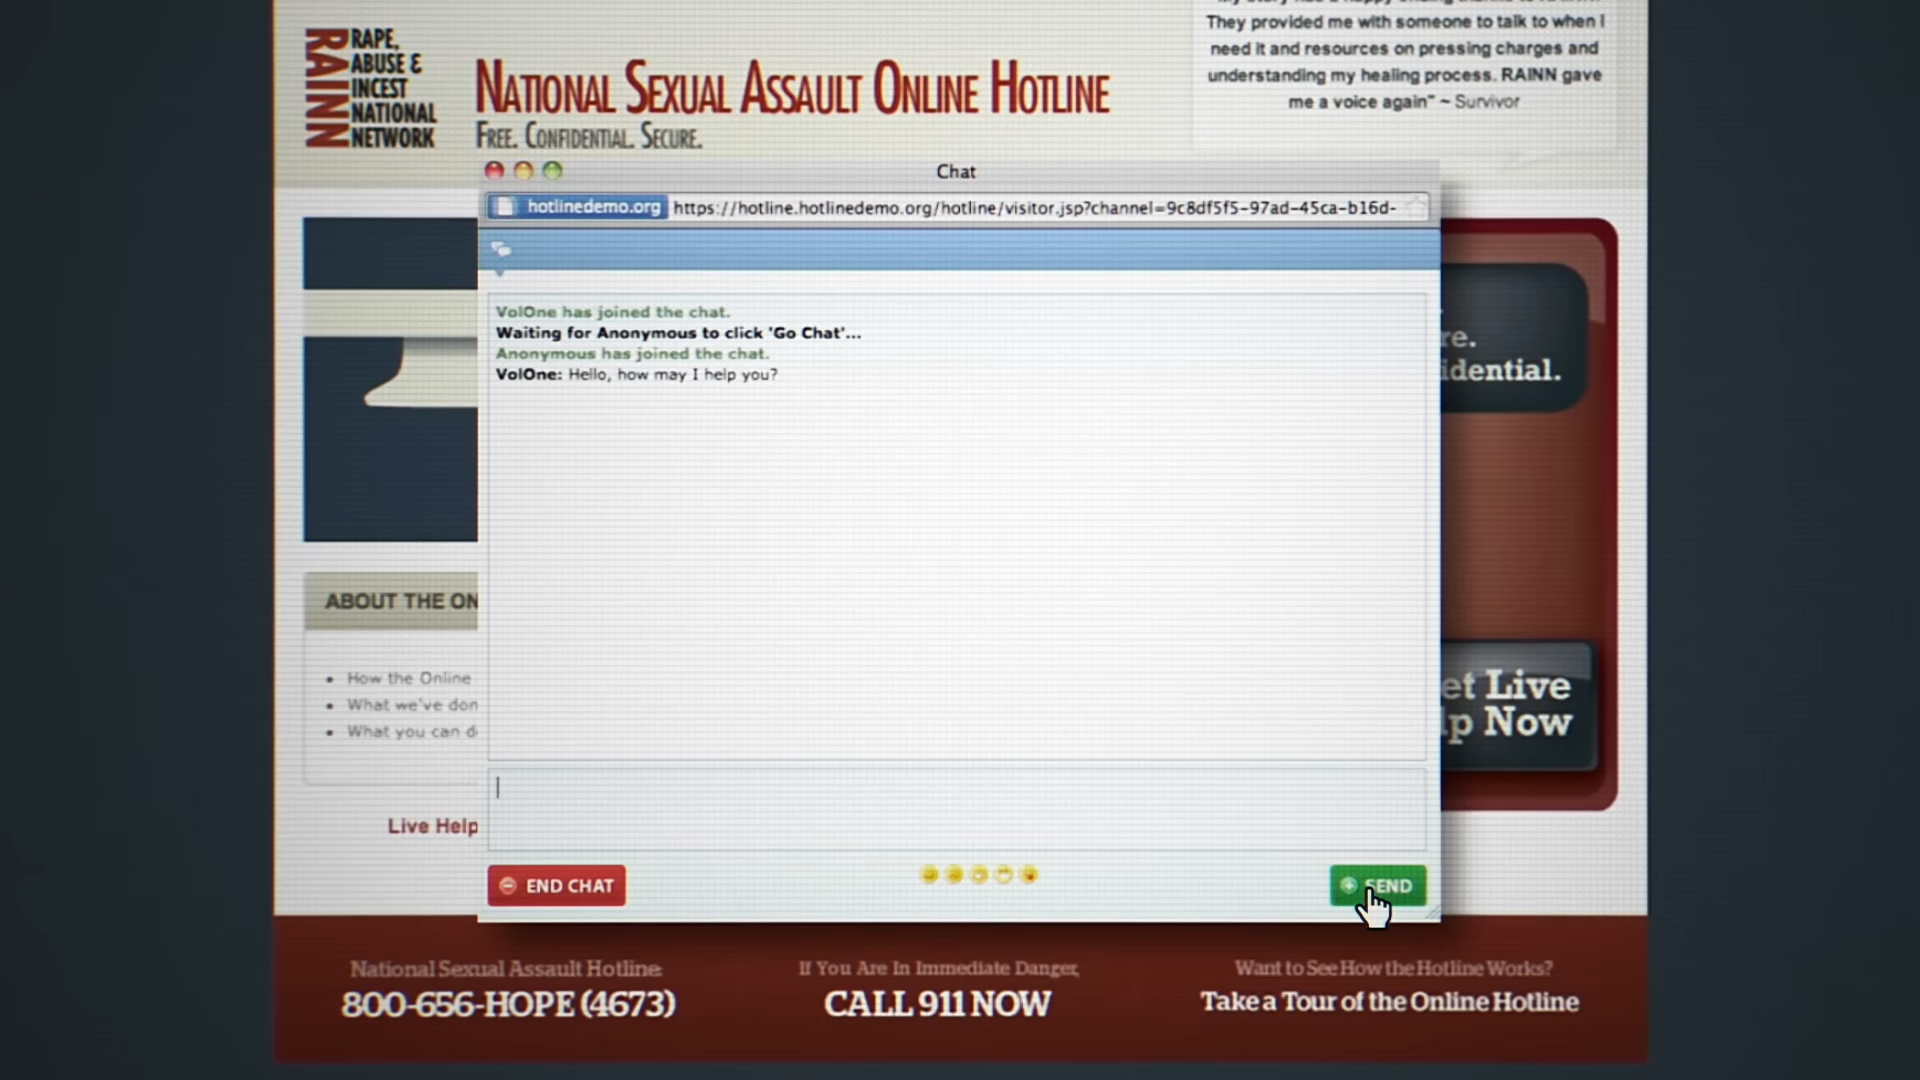 They provided me with someone to talk to when I
need it and resources on pressing charges and
understanding my healing process. RAINN gave
me a voice again" ~ Survivor
RAINN
RAPE,
ABUSE &
INCEST
NATIONAL
NETWORK
NATIONAL SEXUAL ASSAULT ONLINE HOTLINE
FREE. CONFIDENTIAL. SECURE.
Chat
hotlinedemo.org https://hotline.hotlinedemo.org/hotline/visitor.jsp?channel=9c8df5f5-97ad-45ca-b16d-
VolOne has joined the chat.
Waiting for Anonymous to click 'Go Chat'...
Anonymous has joined the chat.
VolOne: Hello, how may I help you?
re.
idential.
ABOUT THE ON
• How the Online
• What we've don
• What you can d
et Live
lp Now
Live Help
END CHAT
SEND
National Sexual Assault Hotline:
800-656-HOPE (4673)
If You Are In Immediate Danger,
CALL 911 NOW
Want to See How the Hotline Works?
Take a Tour of the Online Hotline